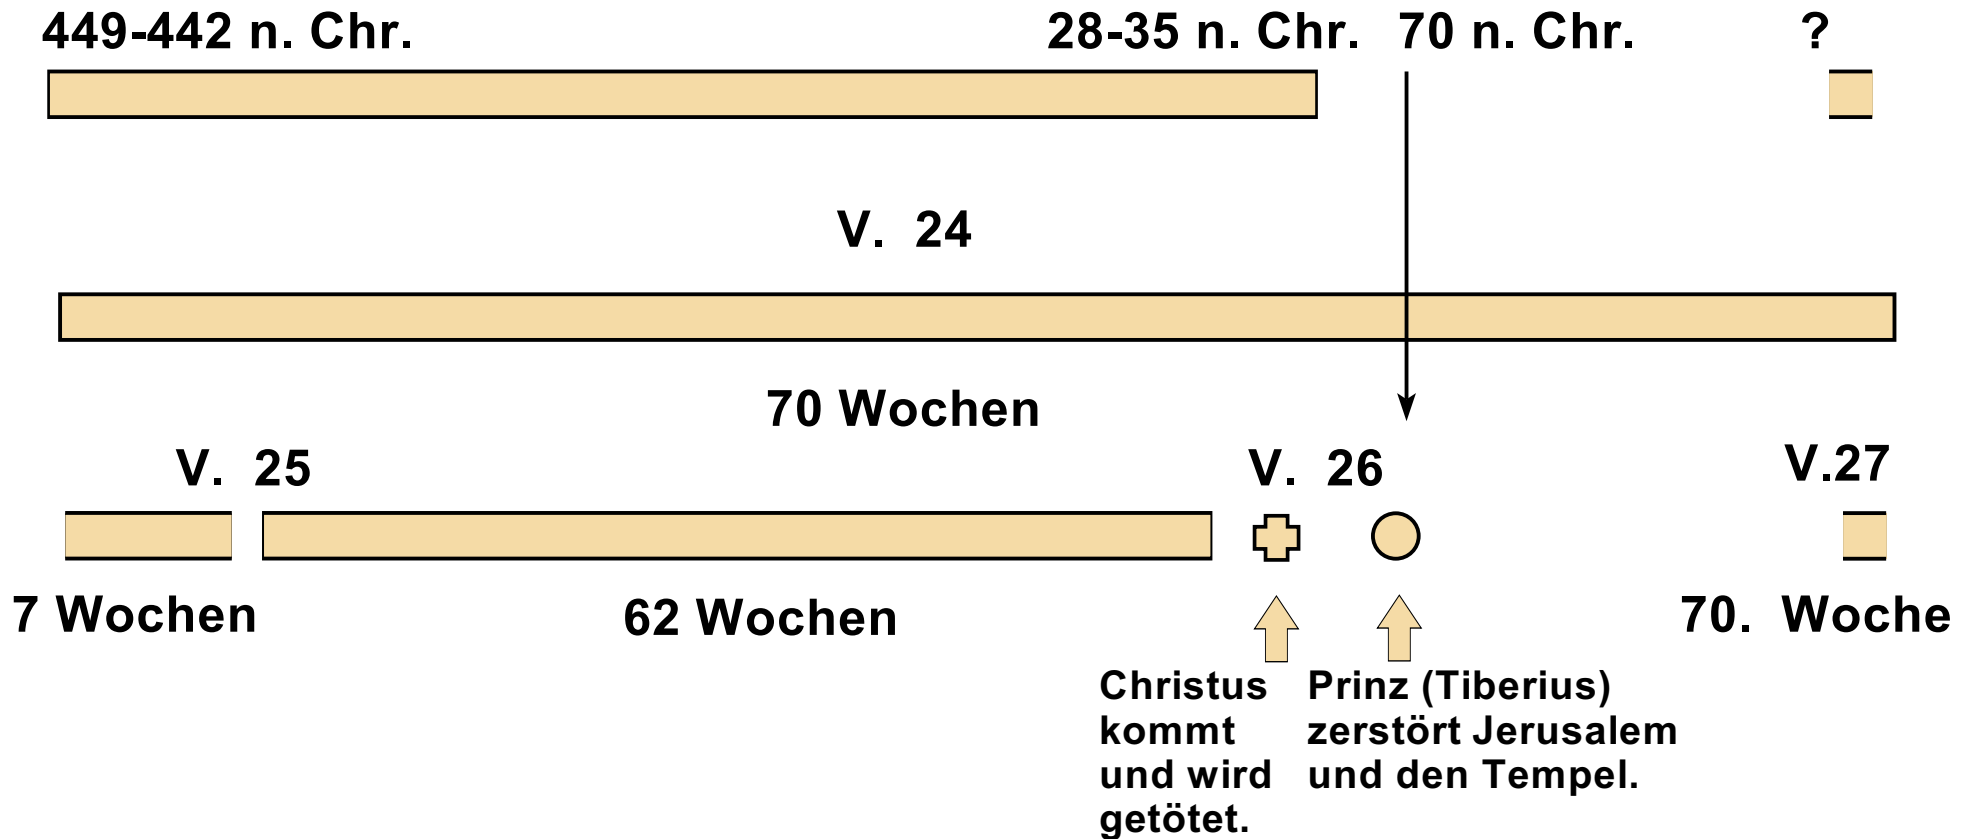 449-442 n. Chr.
28-35 n. Chr.
70 n. Chr.
?
V. 24
70 Wochen
V. 25
V. 26
V.27
7 Wochen
62 Wochen
70. Woche
Christus
kommt
und wird
getötet.
Prinz (Tiberius)
zerstört Jerusalem
und den Tempel.